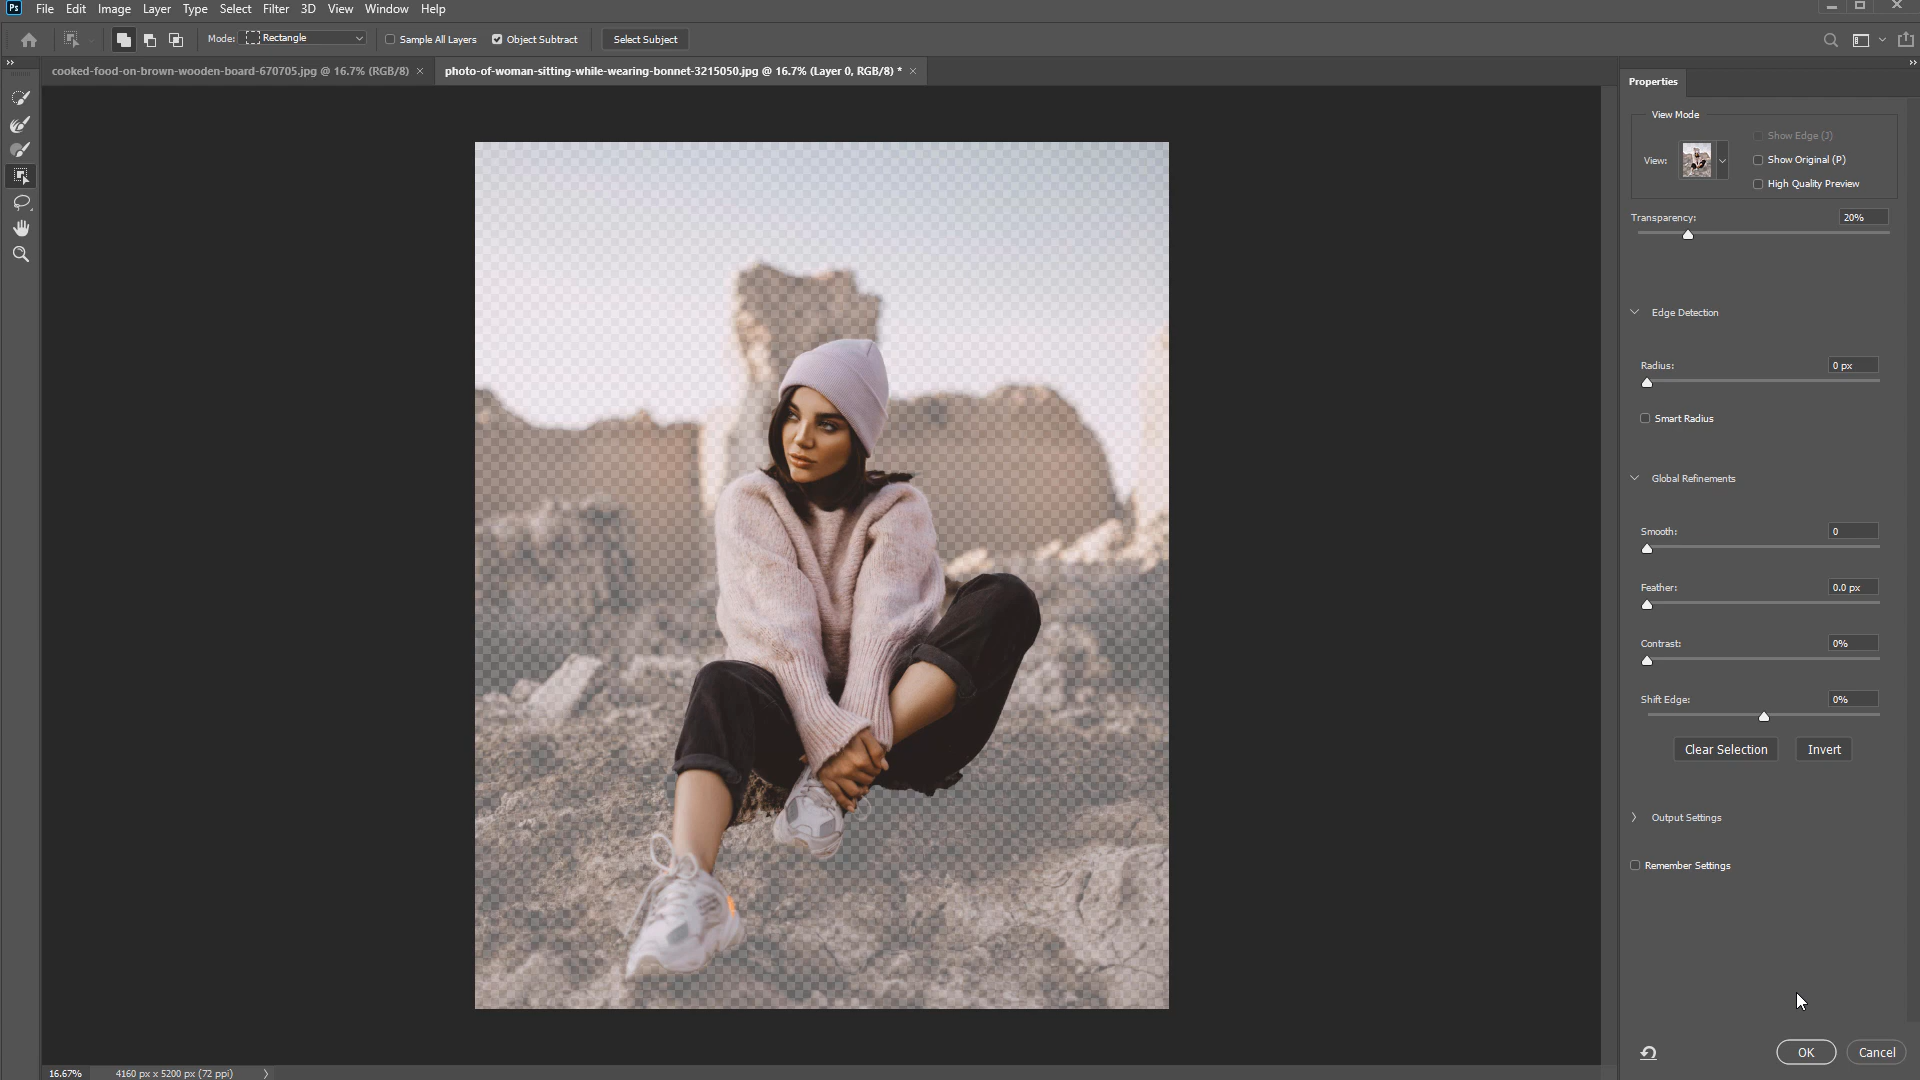 Ps File Edit Image Layer Type Select Filter 3D View Window Help
Mode: Rectangle Sample All Layers Object Subtract Select Subject
cooked-food-on-brown-wooden-board-670705.jpg @ 16.7% (RGB/8) × photo-of-woman-sitting-while-wearing-bonnet-3215050.jpg @ 16.7% (Layer 0, RGB/8) * ×
Properties
View Mode
Show Edge (J)
View: Show Original (P)
High Quality Preview
Transparency: 20%
Edge Detection
Radius: 0 px
Smart Radius
Global Refinements
Smooth: 0
Feather: 0.0 px
Contrast: 0%
Shift Edge: 0%
Clear Selection Invert
Output Settings
Remember Settings
OK Cancel
16.67% 4160 px x 5200 px (72 ppi)